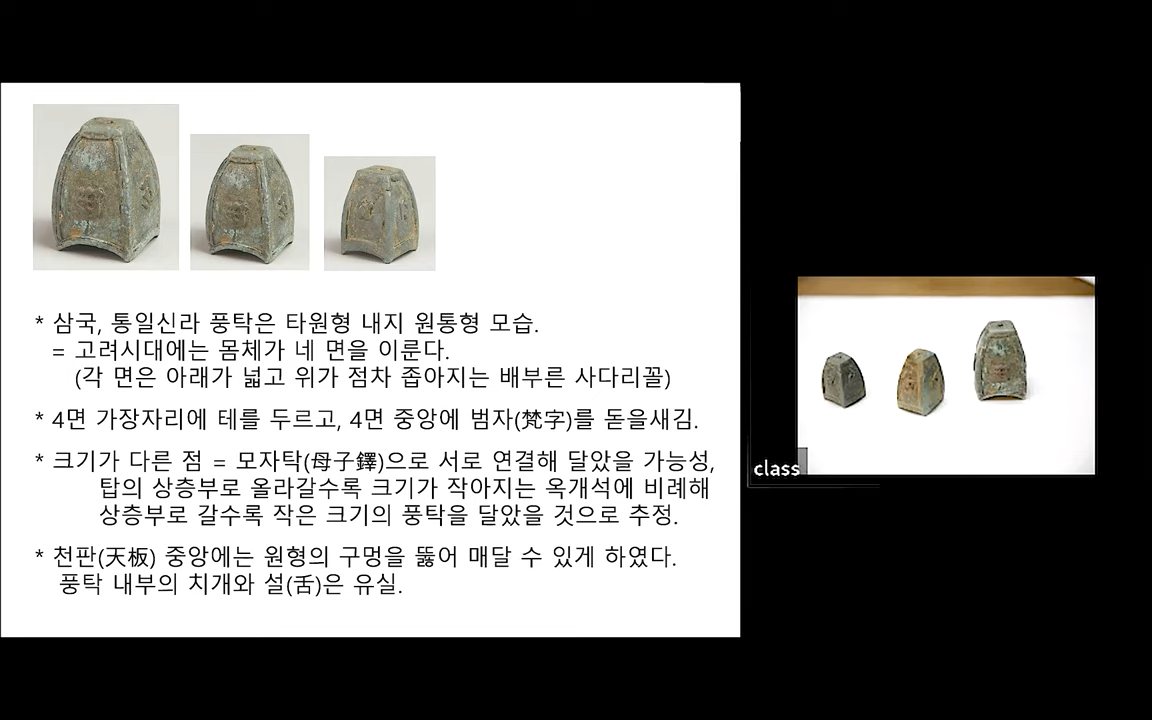 * 삼국, 통일신라 풍탁은 타원형 내지 원통형 모습.
= 고려시대에는 몸체가 네 면을 이룬다.
(각 면은 아래가 넓고 위가 점차 좁아지는 배부른 사다리꼴)
* 4면 가장자리에 테를 두르고, 4면 중앙에 범자(梵字)를 돋을새김.
* 크기가 다른 점 = 모자탁(母子鐸)으로 서로 연결해 달았을 가능성,
탑의 상층부로 올라갈수록 크기가 작아지는 옥개석에 비례해
상층부로 갈수록 작은 크기의 풍탁을 달았을 것으로 추정.
* 천판(天板) 중앙에는 원형의 구멍을 뚫어 매달 수 있게 하였다.
풍탁 내부의 치개와 설(舌)은 유실.
class